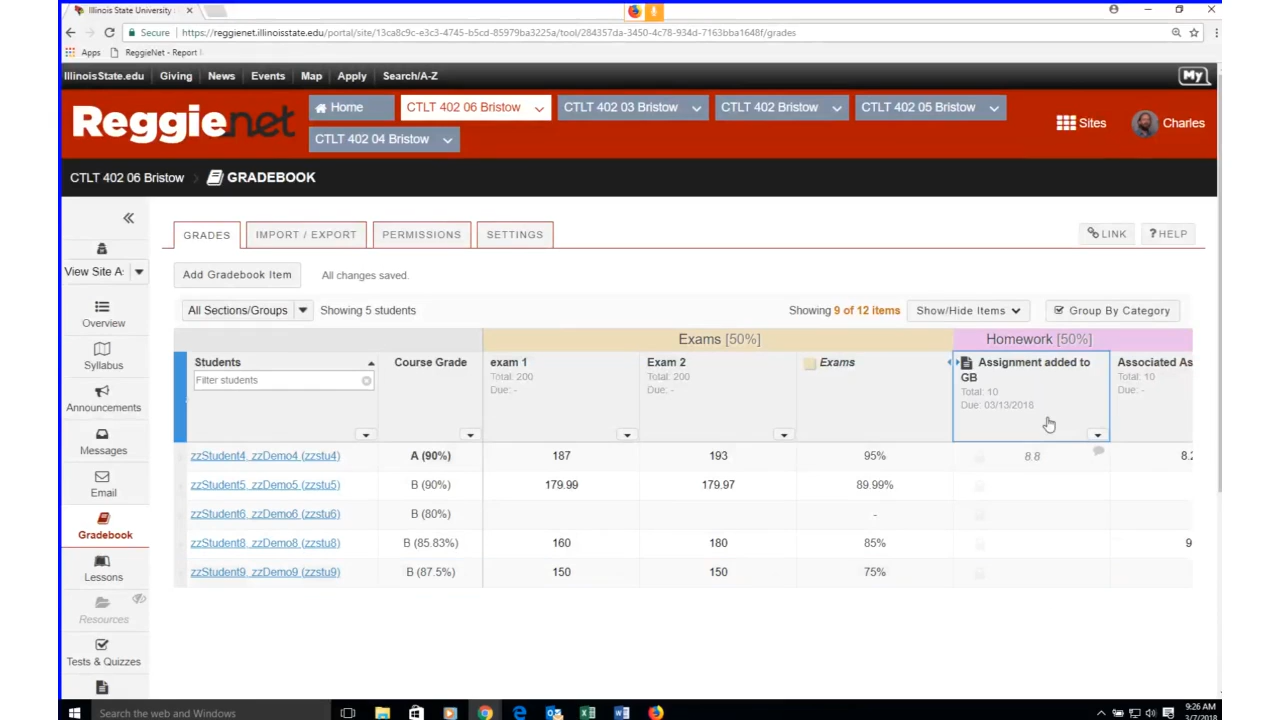 Illinois State University
Secure
https://reggienet.illinoisstate.edu/portal/site/13ca8c9c-e3c3-4745-b5cd-85979ba3225a/tool/284357da-3450-4c78-934d-7163bba1648f/grades
Apps
ReggieNet - Report
IllinoisState.edu
Giving
News
Events
Map
Apply
Search/A-Z
My
Reggienet
Home
CTLT 402 06 Bristow
CTLT 402 03 Bristow
CTLT 402 Bristow
CTLT 402 05 Bristow
CTLT 402 04 Bristow
Sites
Charles
CTLT 402 06 Bristow
GRADEBOOK
View Site A
Overview
Syllabus
Announcements
Messages
Email
Gradebook
Lessons
Resources
Tests & Quizzes
GRADES
IMPORT / EXPORT
PERMISSIONS
SETTINGS
LINK
? HELP
Add Gradebook Item
All changes saved.
All Sections/Groups
Showing 5 students
Showing 9 of 12 items
Show/Hide Items
Group By Category
Exams [50%]
Homework [50%]
Students
Filter students
Course Grade
exam 1
Total: 200
Due: -
Exam 2
Total: 200
Due: -
Exams
Assignment added to
GB
Total: 10
Due: 03/13/2018
Associated As
Total: 10
Due: -
zzStudent4, zzDemo4 (zzstu4) A (90%) 187 193 95% 8.8 8.2
zzStudent5, zzDemo5 (zzstu5) B (90%) 179.99 179.97 89.99%
zzStudent6, zzDemo6 (zzstu6) B (80%) -
zzStudent8, zzDemo8 (zzstu8) B (85.83%) 160 180 85% 9
zzStudent9, zzDemo9 (zzstu9) B (87.5%) 150 150 75%
Search the web and Windows
9:26 AM
3/7/2018